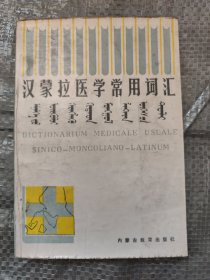 汉蒙拉医学常用词汇
DICTIONARIUM MEDICALE USUALE
SINICO—MONGOLIANO—LATINUM
内蒙古教育出版社